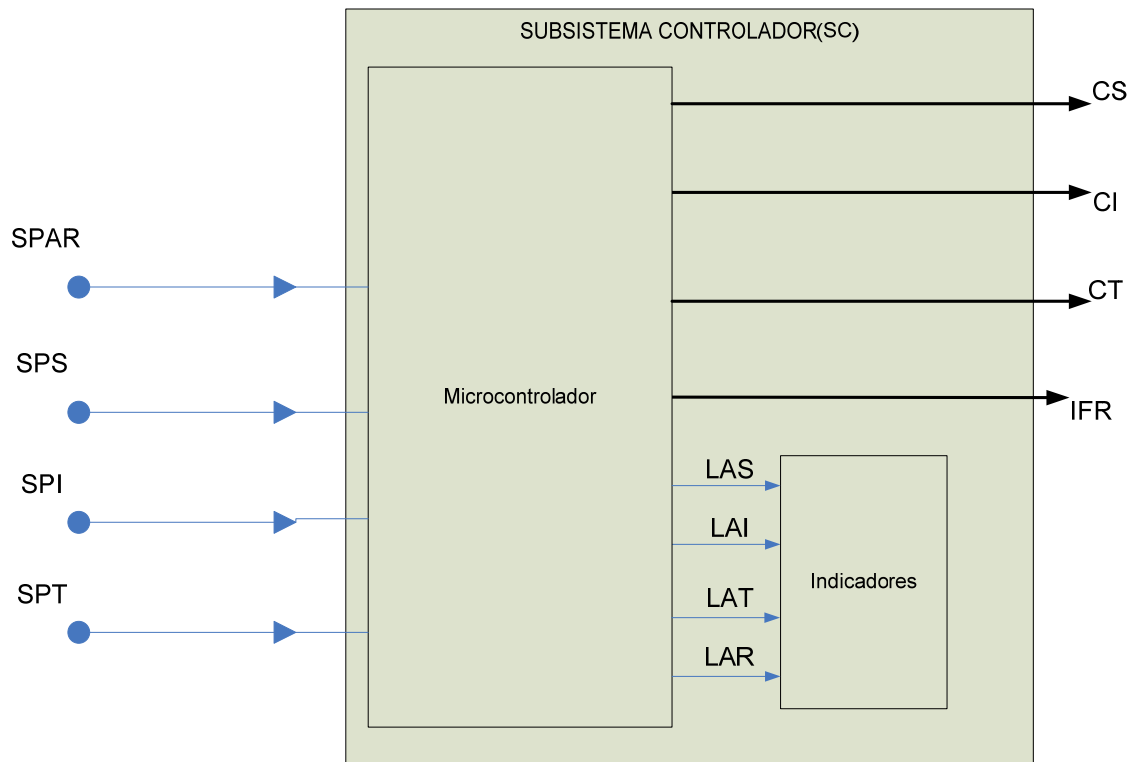 SUBSISTEMA CONTROLADOR(SC)
CS
CI
SPAR
CT
SPS
Microcontrolador
IFR
SPI
LAS
LAI
Indicadores
SPT
LAT
LAR